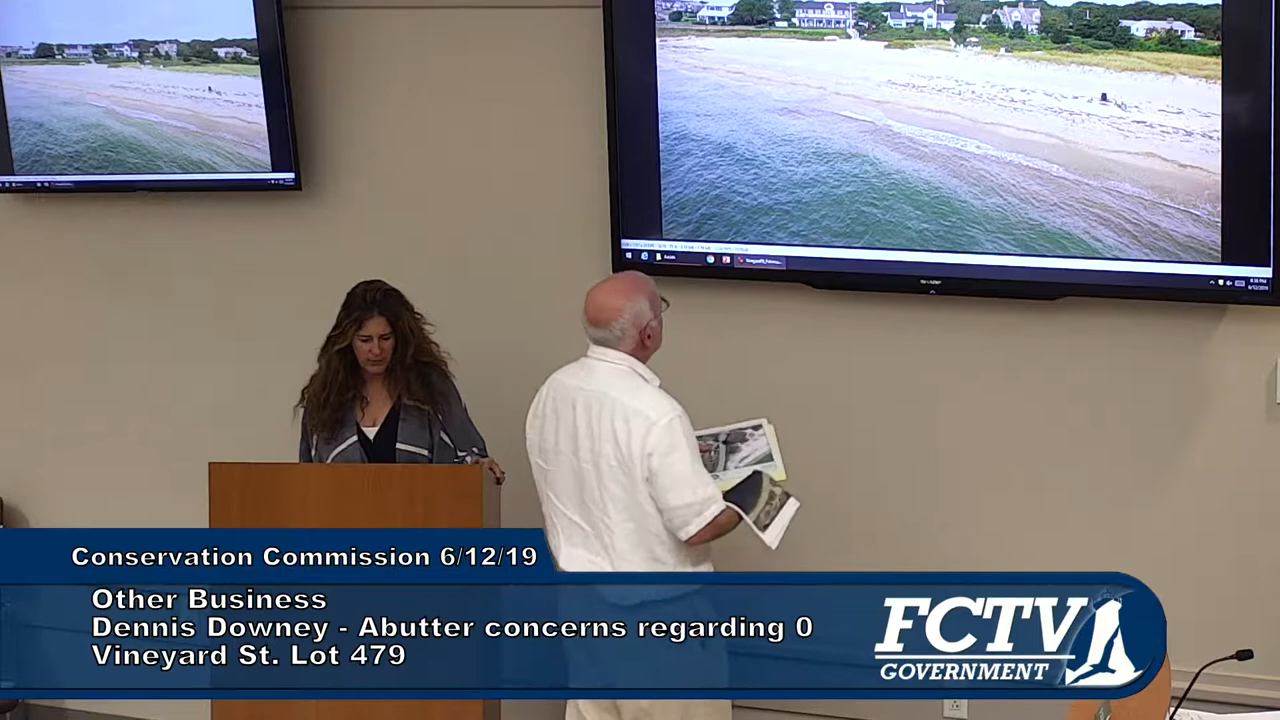 Conservation Commission 6/12/19
Other Business
Dennis Downey - Abutter concerns regarding 0
Vineyard St. Lot 479
FCTV
GOVERNMENT